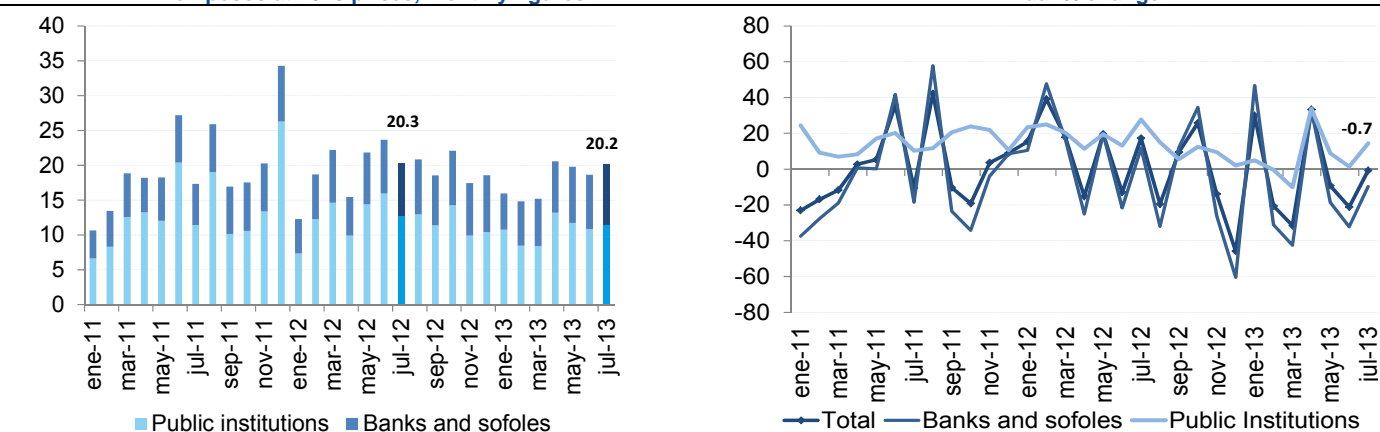 40
35
30
25
20
15
10
5
0
20.3
20.2
ene-11
mar-11
may-11
jul-11
sep-11
nov-11
ene-12
mar-12
may-12
jul-12
sep-12
nov-12
ene-13
mar-13
may-13
jul-13
Public institutions
Banks and sofoles
80
60
40
20
0
-20
-40
-60
-80
-0.7
ene-11
mar-11
may-11
jul-11
sep-11
nov-11
ene-12
mar-12
may-12
jul-12
sep-12
nov-12
ene-13
mar-13
may-13
jul-13
Total
Banks and sofoles
Public Institutions